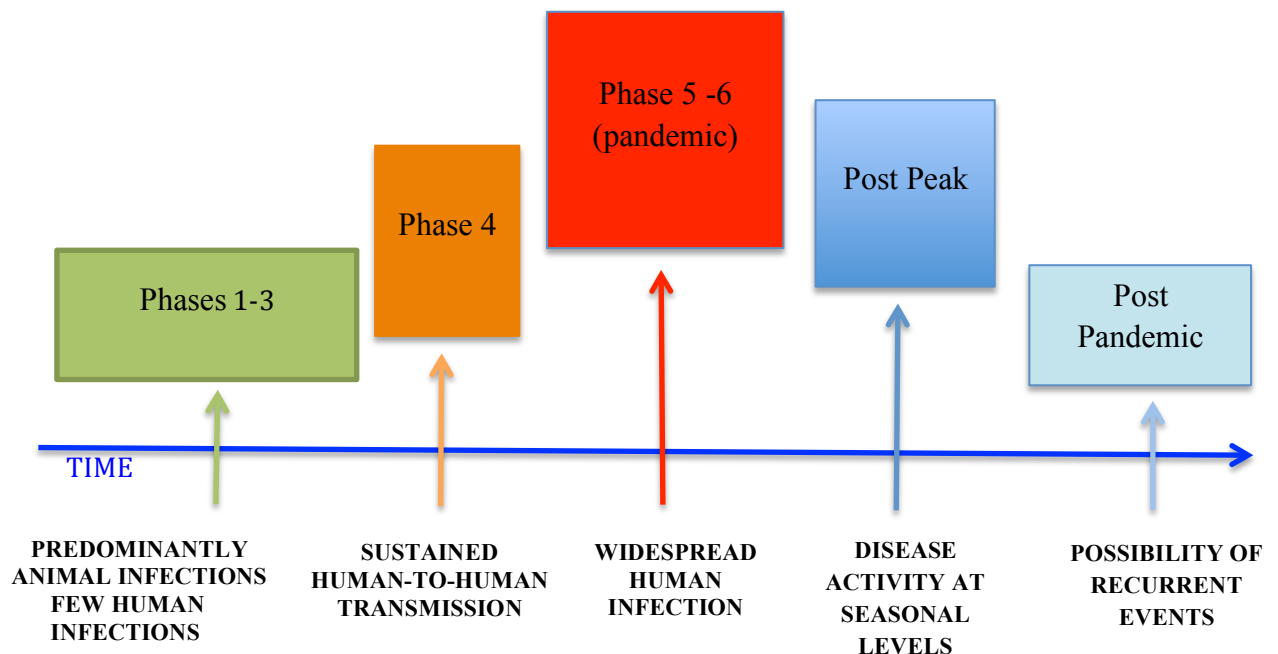 Phases 1-3
Phase 4
Phase 5 -6
(pandemic)
Post Peak
Post
Pandemic
TIME
PREDOMINANTLY
ANIMAL INFECTIONS
FEW HUMAN
INFECTIONS
SUSTAINED
HUMAN-TO-HUMAN
TRANSMISSION
WIDESPREAD
HUMAN
INFECTION
DISEASE
ACTIVITY AT
SEASONAL
LEVELS
POSSIBILITY OF
RECURRENT
EVENTS